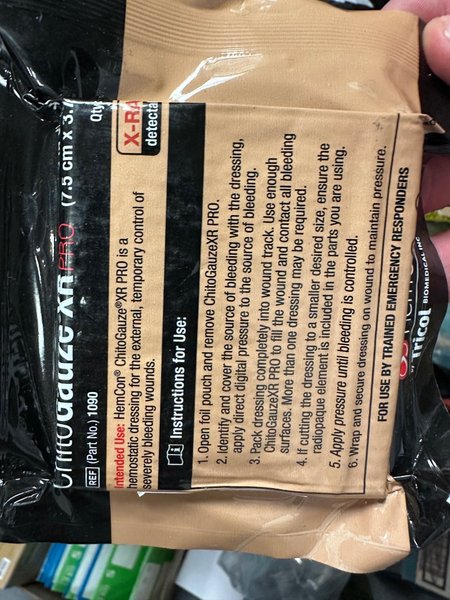 ChitoGauze XR PRO (7.5 cm x 3.7
Qty
REF (Part No.) 1090
X-RA
detecta
Intended Use: HemCon® ChitoGauze®XR PRO is a
hemostatic dressing for the external, temporary control of
severely bleeding wounds.
Instructions for Use:
1. Open foil pouch and remove ChitoGauzeXR PRO.
2. Identify and cover the source of bleeding with the dressing,
apply direct digital pressure to the source of bleeding.
3. Pack dressing completely into wound track. Use enough
ChitoGauzeXR PRO to fill the wound and contact all bleeding
surfaces. More than one dressing may be required.
4. If cutting the dressing to a smaller desired size, ensure the
radiopaque element is included in the parts you are using.
5. Apply pressure until bleeding is controlled.
6. Wrap and secure dressing on wound to maintain pressure.
FOR USE BY TRAINED EMERGENCY RESPONDERS
Tricol BIOMEDICAL INC